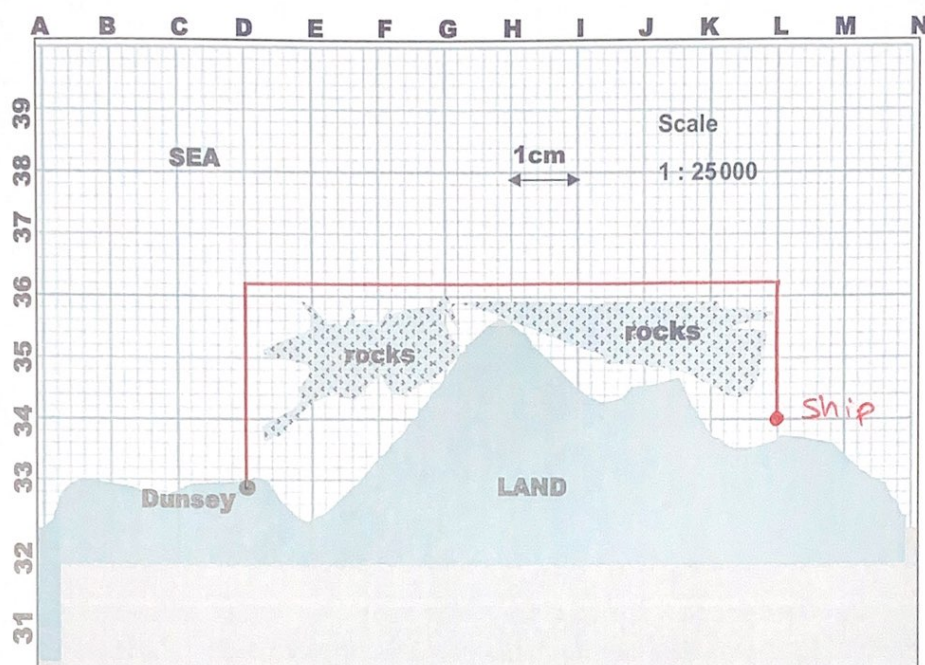 A B C D E F G H I J K L M N
39
Scale
SEA
1cm
38
1 : 25000
37
36
rocks
rocks
35
34
Ship
33
Dunsey
LAND
32
31